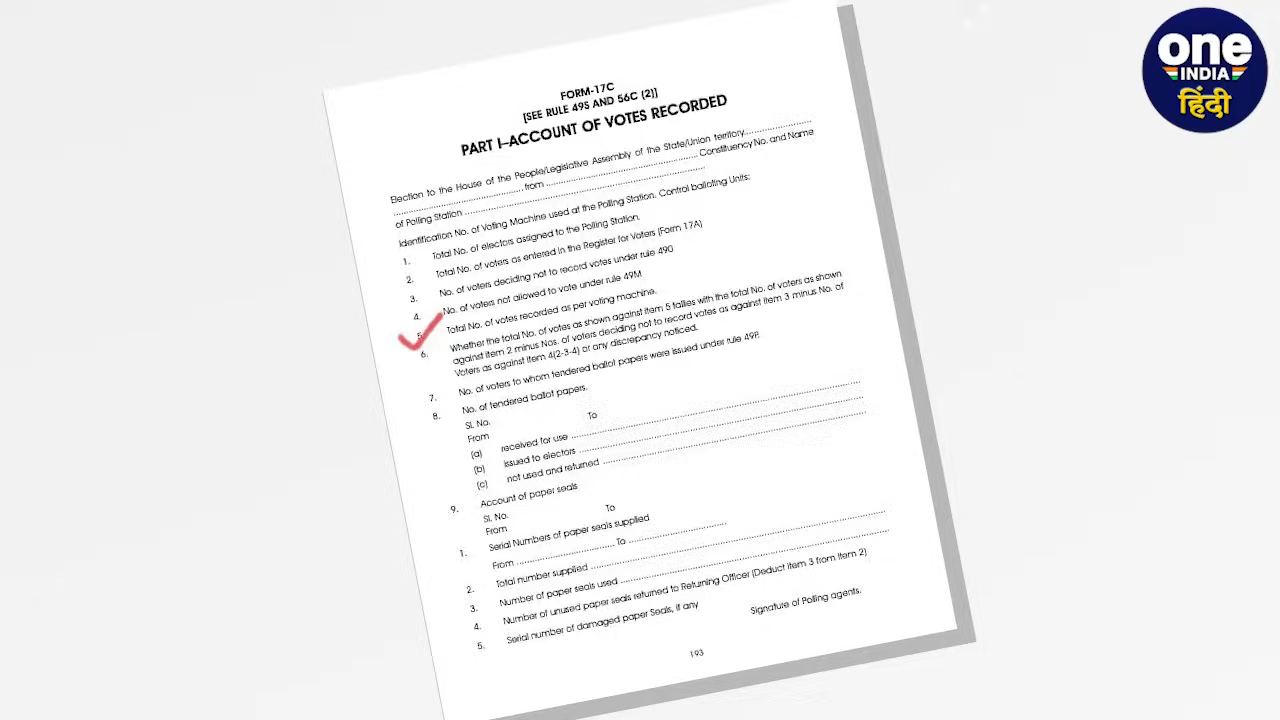 one
INDIA
हिंदी
FORM-17C
[SEE RULE 49S AND 56C (2)]
PART I–ACCOUNT OF VOTES RECORDED
Election to the House of the People/Legislative Assembly of the State/Union territory....................
.......................................... from ................................................ Constituency No. and Name
of Polling Station ................................................................................
Identification No. of Voting Machine used at the Polling Station. Control balloting Units:
1. Total No. of electors assigned to the Polling Station.
2. Total No. of voters as entered in the Register for Voters (Form 17A)
3. No. of voters deciding not to record votes under rule 49O
4. No. of voters not allowed to vote under rule 49M
5. Total No. of votes recorded as per voting machine.
6. Whether the total No. of votes as shown against item 5 tallies with the total No. of voters as shown
against item 2 minus Nos. of voters deciding not to record votes as against item 3 minus No. of
Voters as against item 4(2-3-4) or any discrepancy noticed.
7. No. of voters to whom tendered ballot papers were issued under rule 49P.
8. No. of tendered ballot papers.
Sl. No.
From To
(a) received for use ................................................................................
(b) issued to electors ................................................................................
(c) not used and returned ................................................................................
9. Account of paper seals
Sl. No.
From To
1. Serial Numbers of paper seals supplied
From .............................. To ..............................
2. Total number supplied ................................................................................
3. Number of paper seals used ................................................................................
4. Number of unused paper seals returned to Returning Officer (Deduct item 3 from item 2)
5. Serial number of damaged paper Seals, if any
Signature of Polling agents.
193